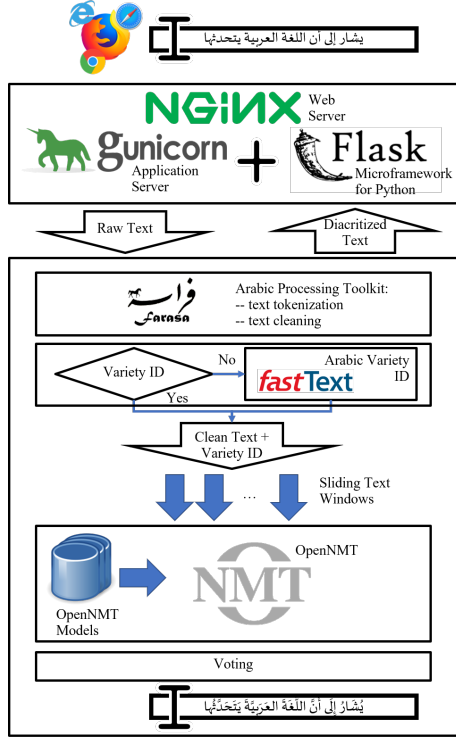 يشار إلى أن اللغة العربية يتحدثها
NGiNX Web
Server
gunicorn
Application
Server
Flask
Microframework
for Python
Raw Text
Diacritized
Text
فراسة
Farasa
Arabic Processing Toolkit:
-- text tokenization
-- text cleaning
Variety ID
No
Yes
Arabic Variety
ID
fastText
Clean Text +
Variety ID
Sliding Text
Windows
...
OpenNMT
NMT
OpenNMT
Models
Voting
يُشَارُ إِلَى أَنَّ اللُّغَةَ العَرَبِيَّةَ يَتَحَدَّثُهَا